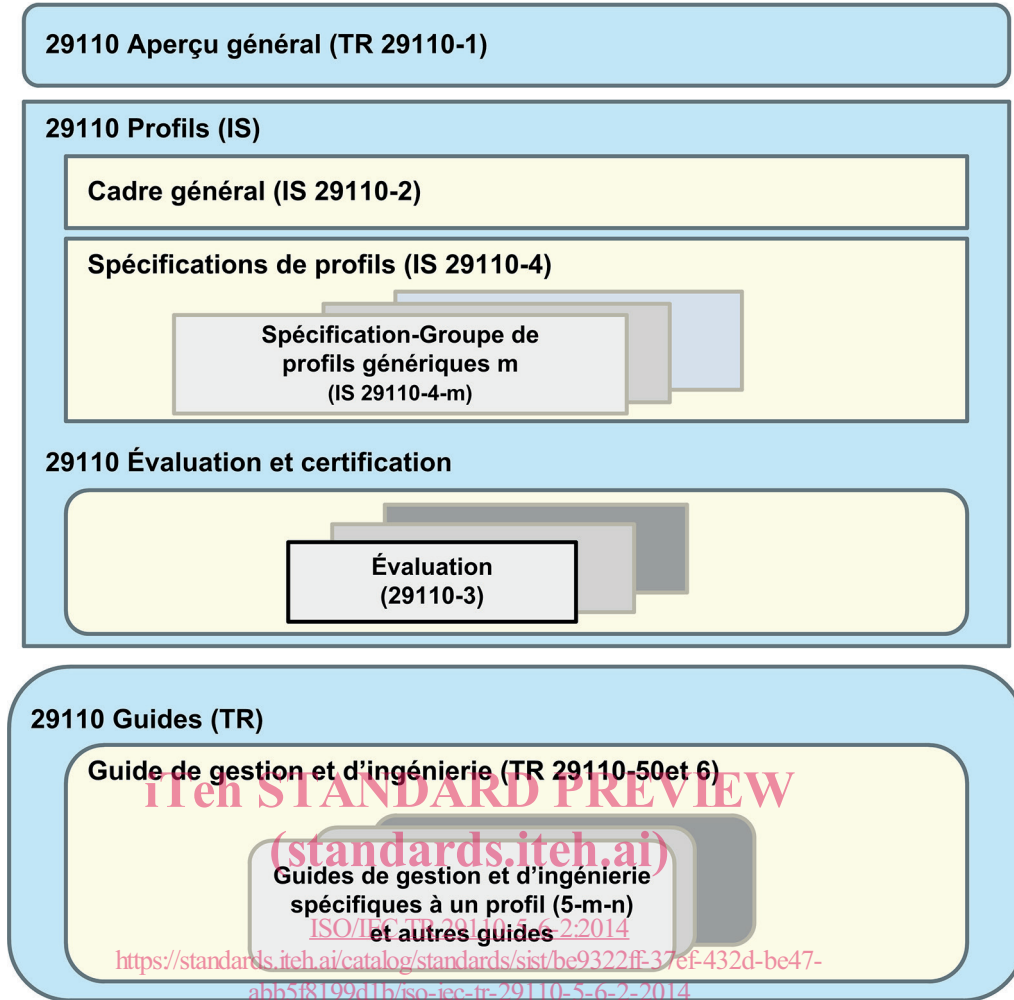 29110 Aperçu général (TR 29110-1)
29110 Profils (IS)
Cadre général (IS 29110-2)
Spécifications de profils (IS 29110-4)
Spécification-Groupe de
profils génériques m
(IS 29110-4-m)
29110 Évaluation et certification
Évaluation
(29110-3)
29110 Guides (TR)
Guide de gestion et d'ingénierie (TR 29110-50et 6)
iTeh STANDARD PREVIEW
(standards.iteh.ai)
Guides de gestion et d'ingénierie
spécifiques à un profil (5-m-n)
ISO/IEC TR 29110-5-6-2:2014
et autres guides
https://standards.iteh.ai/catalog/standards/sist/be9322ff-37ef-432d-be47-
abb5f8199d1b/iso-iec-tr-29110-5-6-2-2014